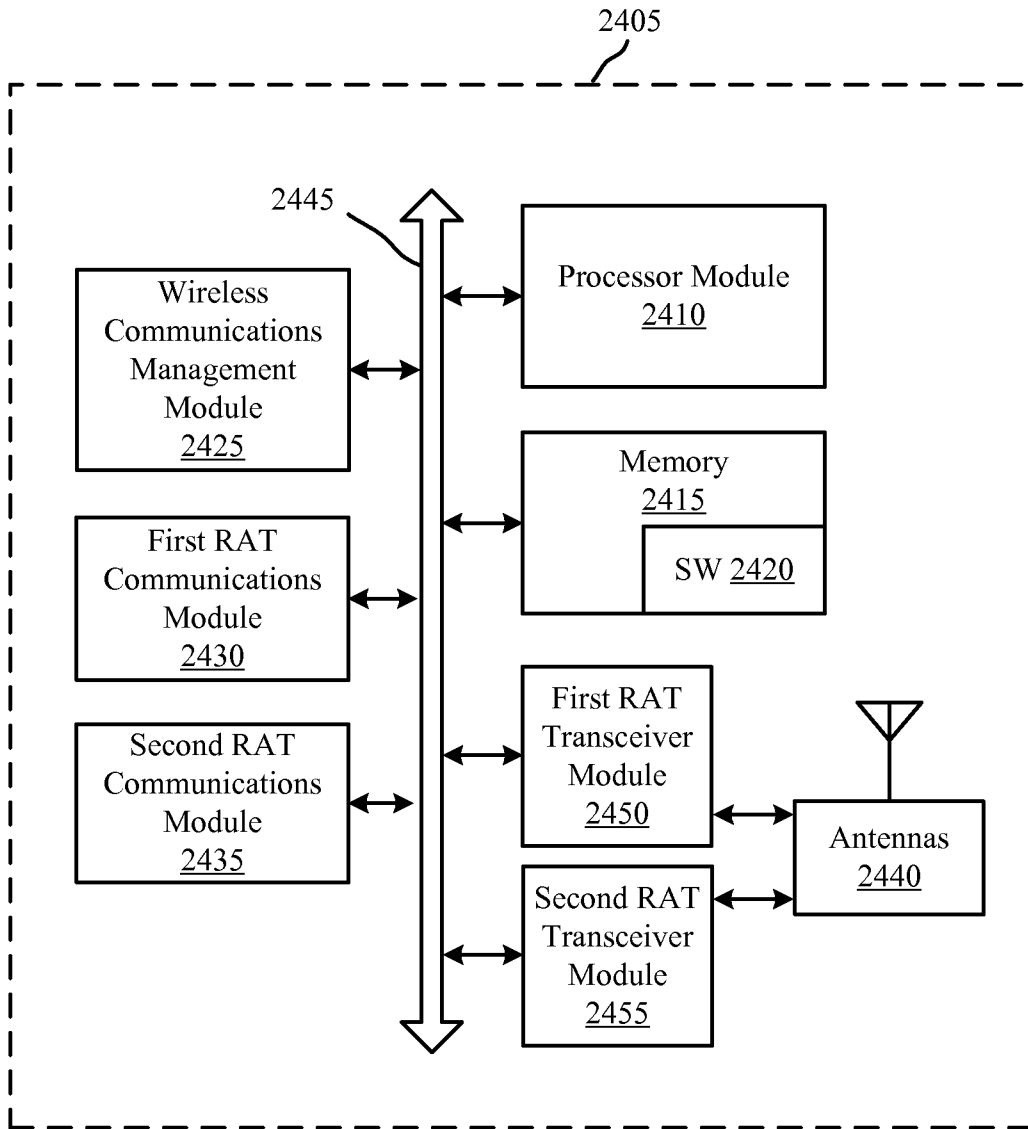 2405
2445
Processor Module
2410
Wireless
Communications
Management
Module
2425
Memory
2415
SW 2420
First RAT
Communications
Module
2430
First RAT
Transceiver
Module
2450
Second RAT
Communications
Module
2435
Antennas
2440
Second RAT
Transceiver
Module
2455